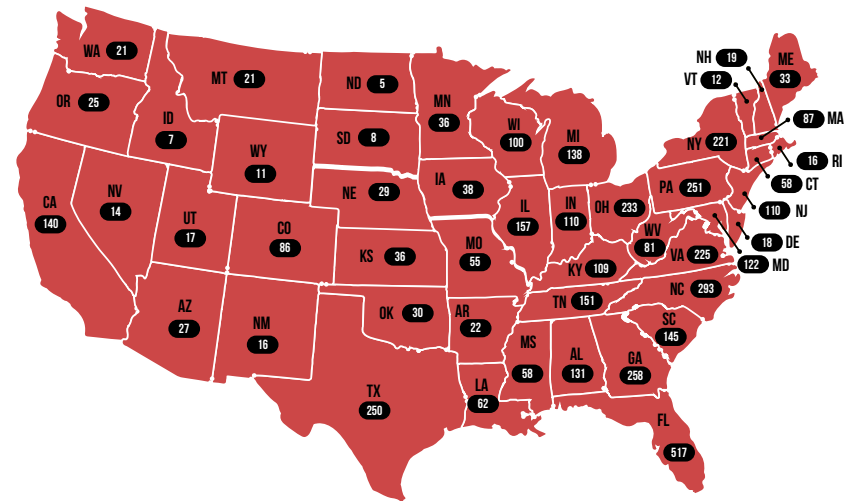 WA 21
MT 21
ND 5
MN
36
NH 19
ME
33
VT 12
OR 25
ID
7
SD 8
WI
100
MI
138
NY 221
87 MA
WY
11
16 RI
NE 29
IA
38
PA 251
58 CT
CA
140
NV
14
UT
17
CO
86
IL
157
IN
110
OH 233
110 NJ
WV
81
18 DE
KS 36
MO
55
KY 109
VA 225
122 MD
AZ
27
NM
16
OK 30
AR
22
TN 151
NC 293
SC
145
MS
58
AL
131
GA
258
TX
250
LA
62
FL
517